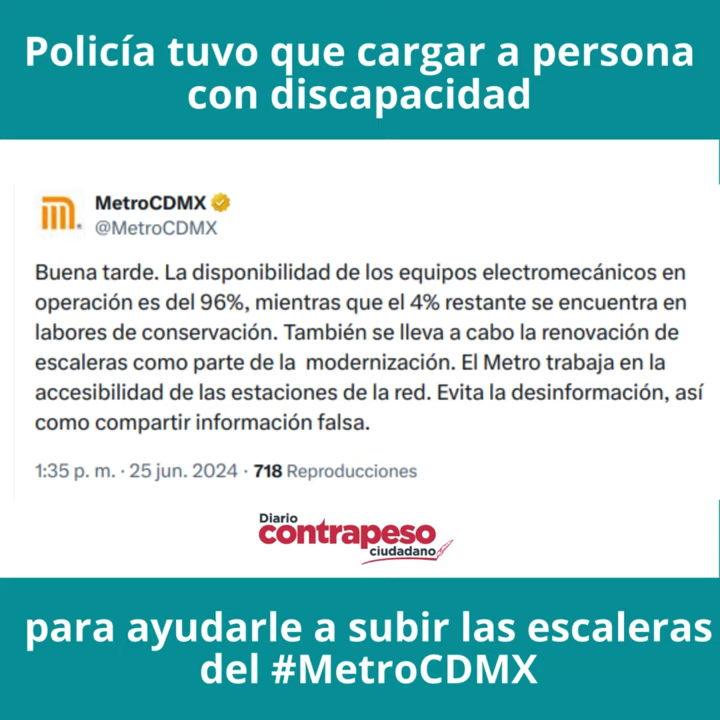 Policía tuvo que cargar a persona
con discapacidad
MetroCDMX
@MetroCDMX
Buena tarde. La disponibilidad de los equipos electromecánicos en
operación es del 96%, mientras que el 4% restante se encuentra en
labores de conservación. También se lleva a cabo la renovación de
escaleras como parte de la modernización. El Metro trabaja en la
accesibilidad de las estaciones de la red. Evita la desinformación, así
como compartir información falsa.
1:35 p. m. · 25 jun. 2024 · 718 Reproducciones
Diario
contrapeso
ciudadano
para ayudarle a subir las escaleras
del #MetroCDMX